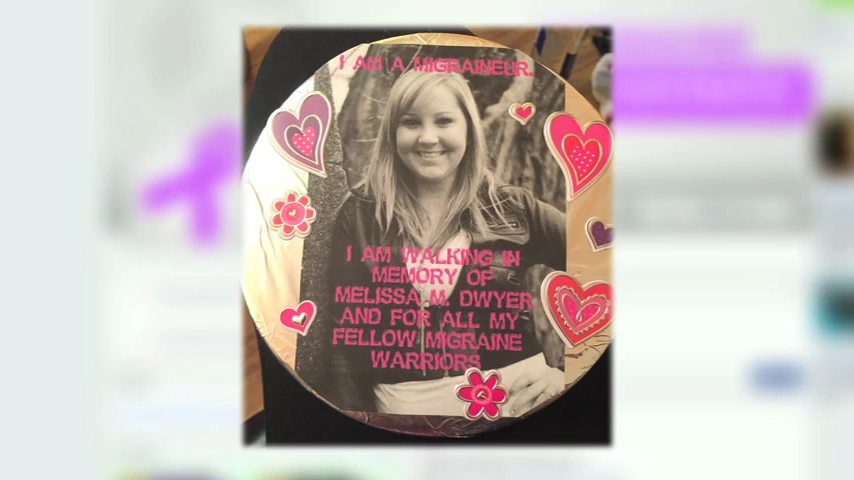 I AM A MIGRAINEUR.
I AM WALKING IN
MEMORY OF
MELISSA M. DWYER
AND FOR ALL MY
FELLOW MIGRAINE
WARRIORS